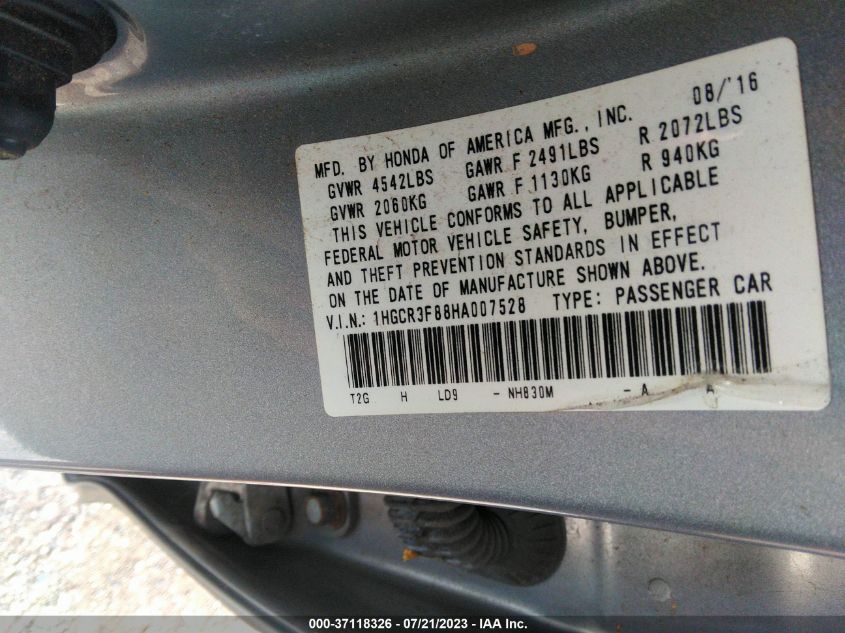 08/'16
MFD. BY HONDA OF AMERICA MFG., INC.
GVWR 4542LBS GAWR F 2491LBS R 2072LBS
GVWR 2060KG GAWR F 1130KG R 940KG
THIS VEHICLE CONFORMS TO ALL APPLICABLE
FEDERAL MOTOR VEHICLE SAFETY, BUMPER,
AND THEFT PREVENTION STANDARDS IN EFFECT
ON THE DATE OF MANUFACTURE SHOWN ABOVE.
V.I.N.: 1HGCR3F88HA007528 TYPE: PASSENGER CAR
T2G H LD9 - NH830M - A A
000-37118326 / 07/21/2023 - IAA Inc.